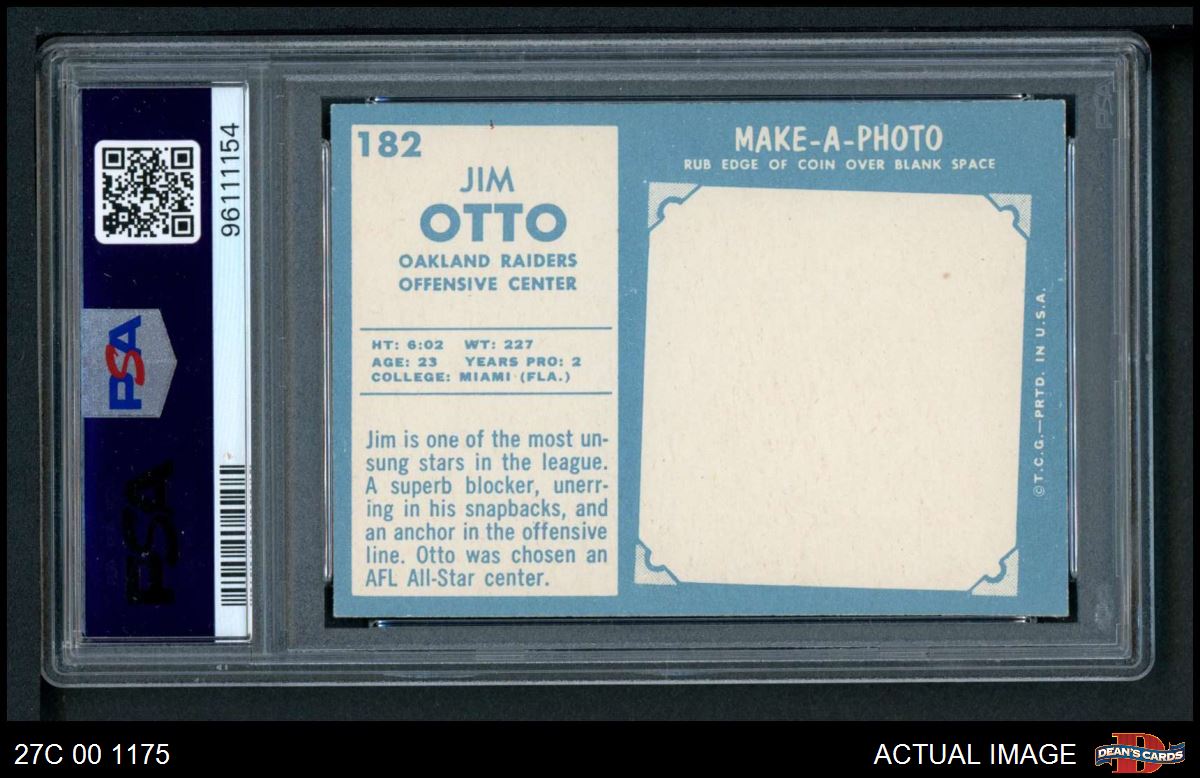 96111154
PSA
PSA
182
JIM
OTTO
OAKLAND RAIDERS
OFFENSIVE CENTER
HT: 6:02 WT: 227
AGE: 23 YEARS PRO: 2
COLLEGE: MIAMI (FLA.)
Jim is one of the most un-
sung stars in the league.
A superb blocker, unerr-
ing in his snapbacks, and
an anchor in the offensive
line. Otto was chosen an
AFL All-Star center.
MAKE-A-PHOTO
RUB EDGE OF COIN OVER BLANK SPACE
©T.C.G.—PRTD. IN U.S.A.
PSA
27C 00 1175
ACTUAL IMAGE
DEAN'S CARDS